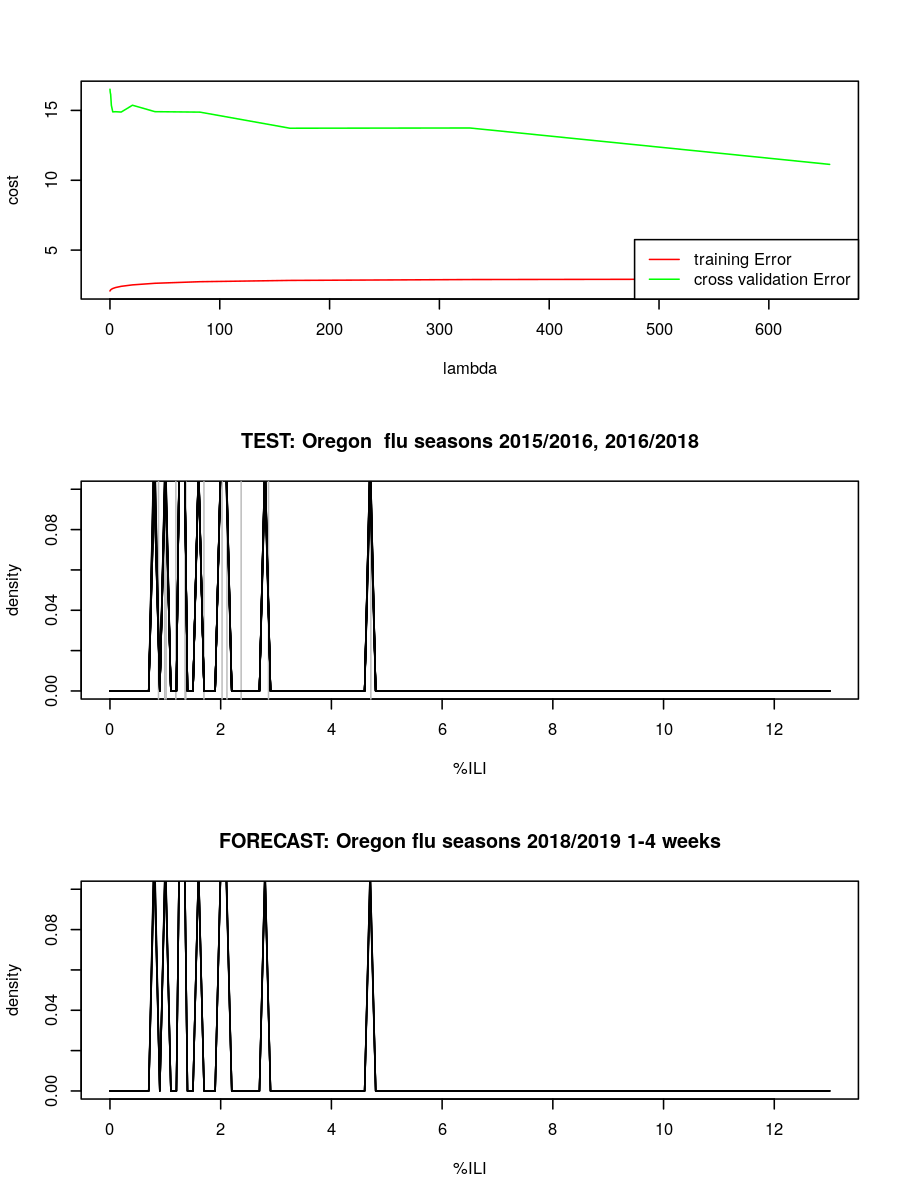 15
10
5
cost
training Error
cross validation Error
0 100 200 300 400 500 600
lambda
TEST: Oregon  flu seasons 2015/2016, 2016/2018
0.08
0.04
0.00
density
0 2 4 6 8 10 12
%ILI
FORECAST: Oregon flu seasons 2018/2019 1-4 weeks
0.08
0.04
0.00
density
0 2 4 6 8 10 12
%ILI